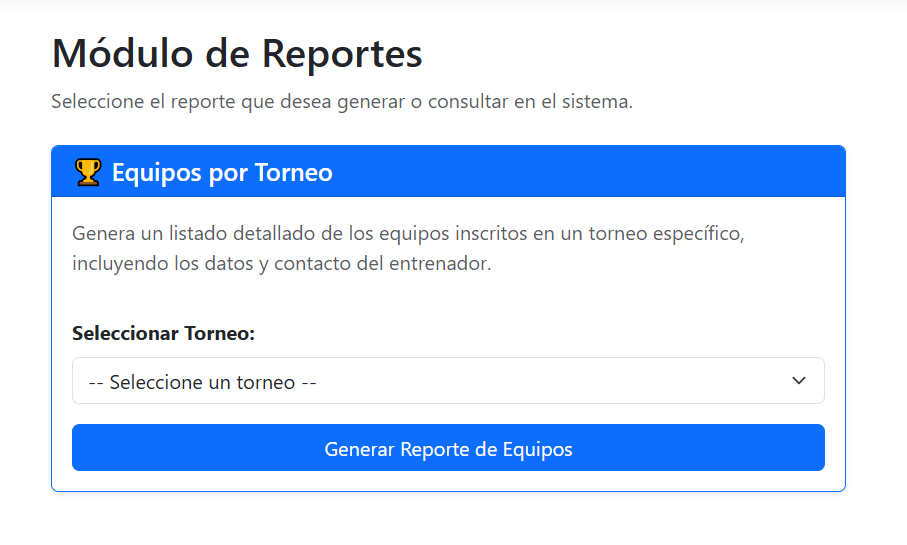 Módulo de Reportes
Seleccione el reporte que desea generar o consultar en el sistema.
🏆 Equipos por Torneo
Genera un listado detallado de los equipos inscritos en un torneo específico,
incluyendo los datos y contacto del entrenador.
Seleccionar Torneo:
-- Seleccione un torneo --
Generar Reporte de Equipos